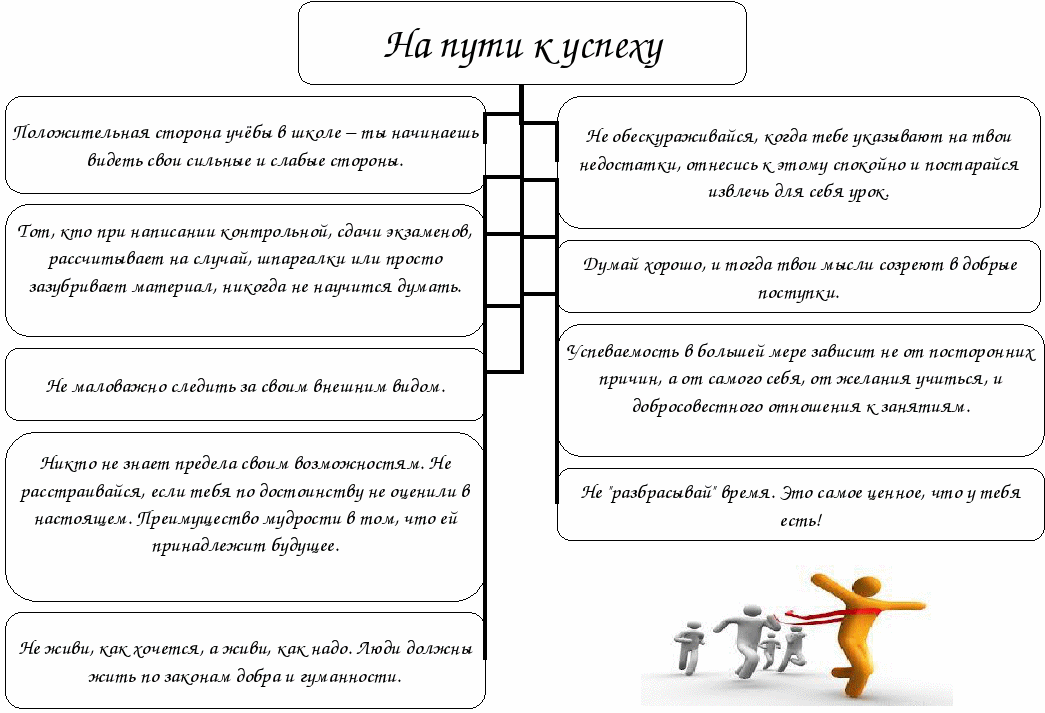 На пути к успеху
Положительная сторона учёбы в школе – ты начинаешь
видеть свои сильные и слабые стороны.
Тот, кто при написании контрольной, сдачи экзаменов,
рассчитывает на случай, шпаргалки или просто
зазубривает материал, никогда не научится думать.
Не маловажно следить за своим внешним видом.
Никто не знает предела своим возможностям. Не
расстраивайся, если тебя по достоинству не оценили в
настоящем. Преимущество мудрости в том, что ей
принадлежит будущее.
Не живи, как хочется, а живи, как надо. Люди должны
жить по законам добра и гуманности.
Не обескураживайся, когда тебе указывают на твои
недостатки, отнесись к этому спокойно и постарайся
извлечь для себя урок.
Думай хорошо, и тогда твои мысли созреют в добрые
поступки.
Успеваемость в большей мере зависит не от посторонних
причин, а от самого себя, от желания учиться, и
добросовестного отношения к занятиям.
Не "разбрасывай" время. Это самое ценное, что у тебя
есть!